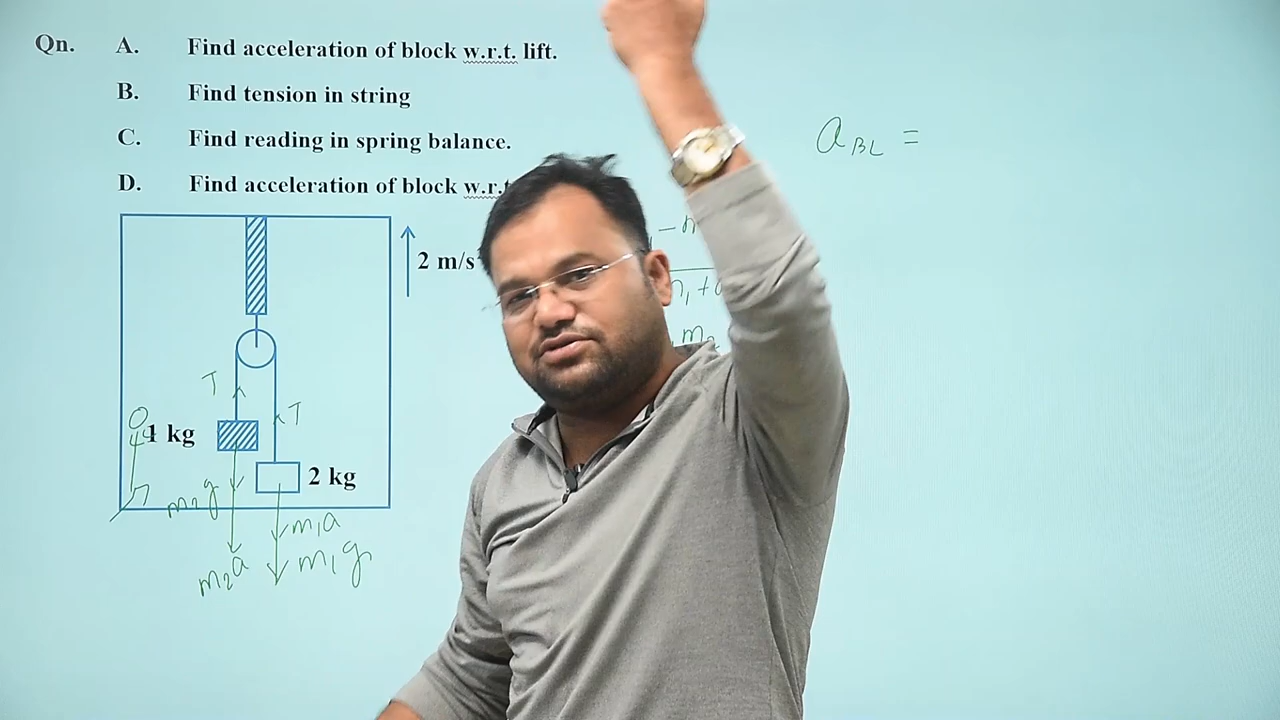 Qn. A. Find acceleration of block w.r.t. lift.
B. Find tension in string
C. Find reading in spring balance.
D. Find acceleration of block w.r.t
a_BL =
2 m/s
T
T
1 kg
2 kg
m₂g
m₁a
m₁g
m₂a